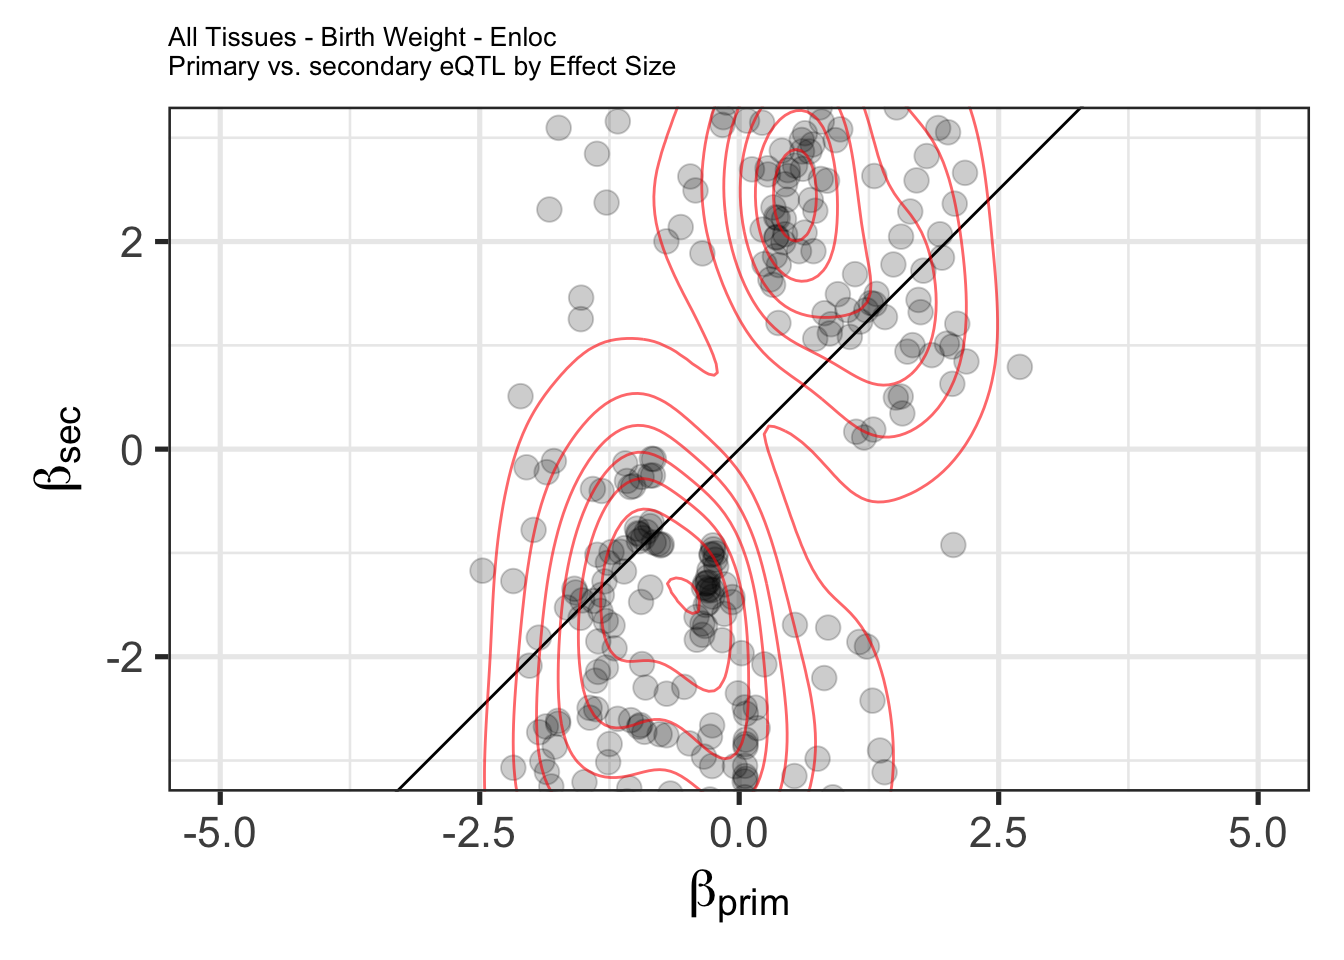 All Tissues - Birth Weight - Enloc
Primary vs. secondary eQTL by Effect Size
2
0
-2
βsec
-5.0 -2.5 0.0 2.5 5.0
βprim